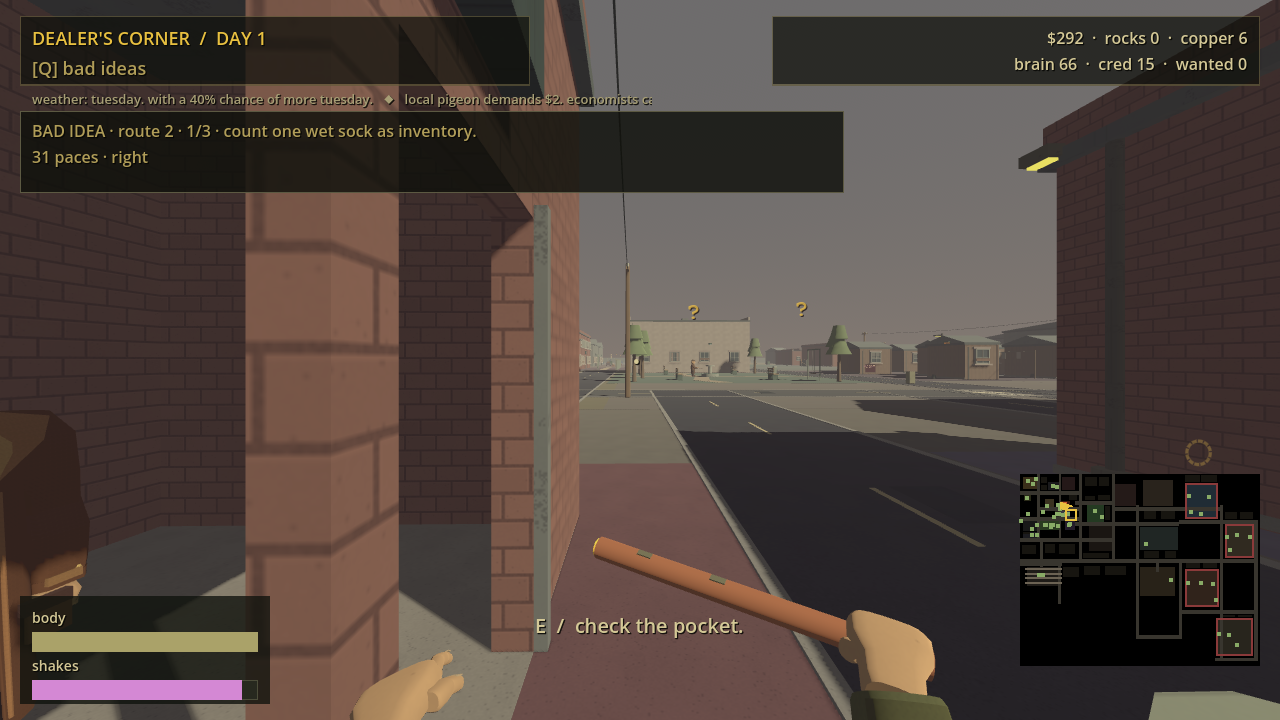 DEALER'S CORNER / DAY 1
[Q] bad ideas
$292 · rocks 0 · copper 6
brain 66 · cred 15 · wanted 0
weather: tuesday. with a 40% chance of more tuesday. ◆ local pigeon demands $2. economists
BAD IDEA · route 2 · 1/3 · count one wet sock as inventory.
31 paces · right
? ?
E / check the pocket.
body
shakes